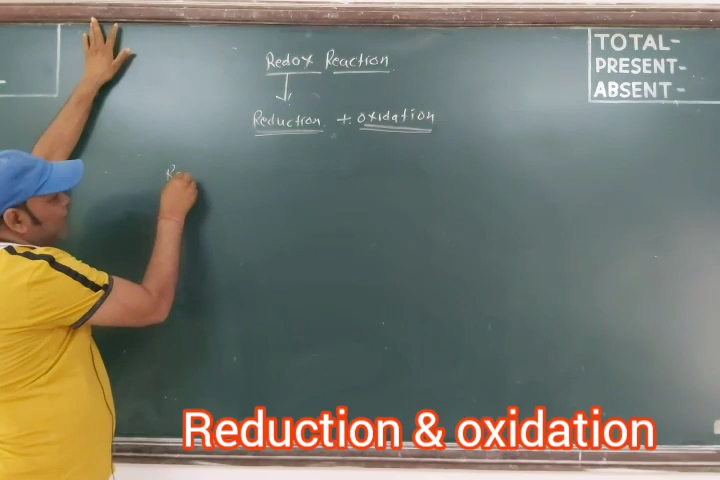 Redox Reaction
Reduction + oxidation
TOTAL-
PRESENT-
ABSENT-
Reduction & oxidation